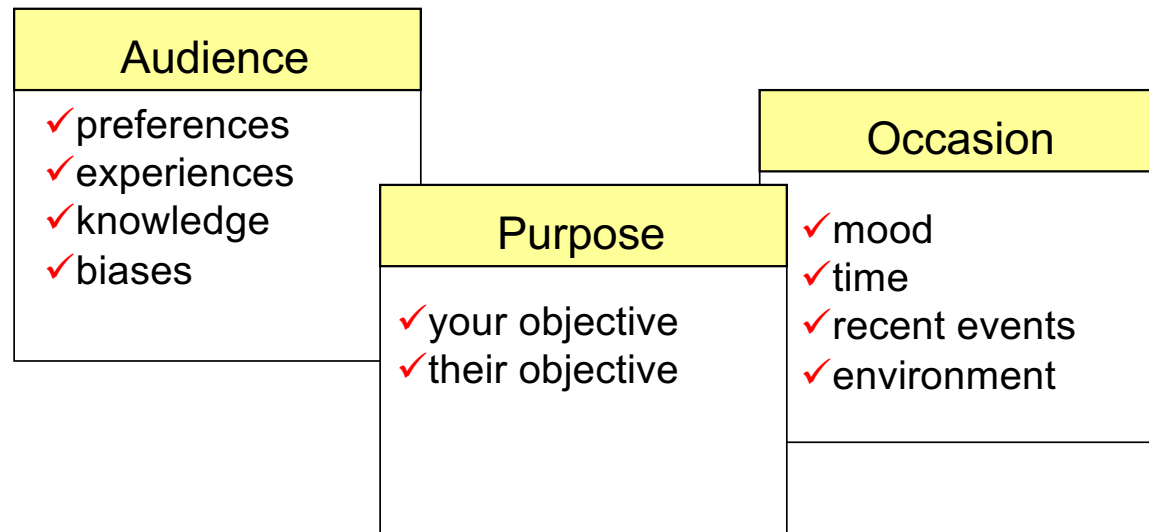 Audience
✓preferences
✓experiences
✓knowledge
✓biases
Purpose
✓your objective
✓their objective
Occasion
✓mood
✓time
✓recent events
✓environment